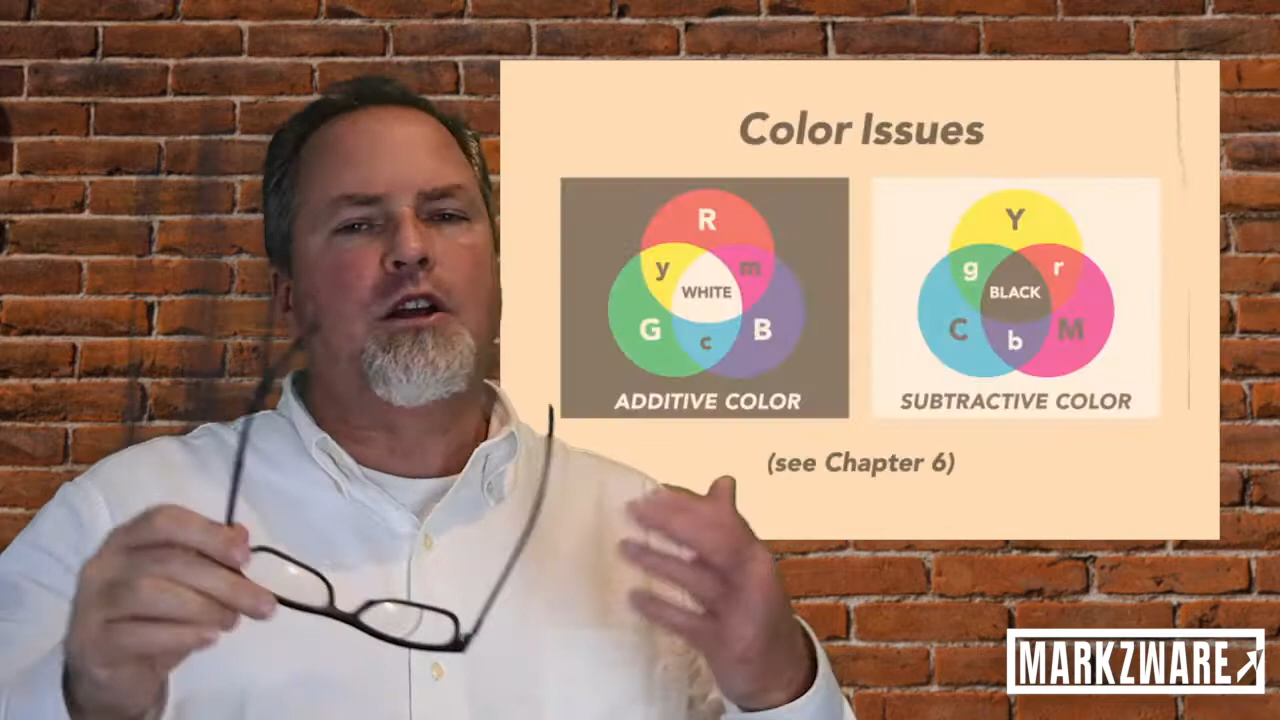 Color Issues
R
y
m
WHITE
G
B
c
ADDITIVE COLOR
Y
g
r
BLACK
C
M
b
SUBTRACTIVE COLOR
(see Chapter 6)
MARKZWARE